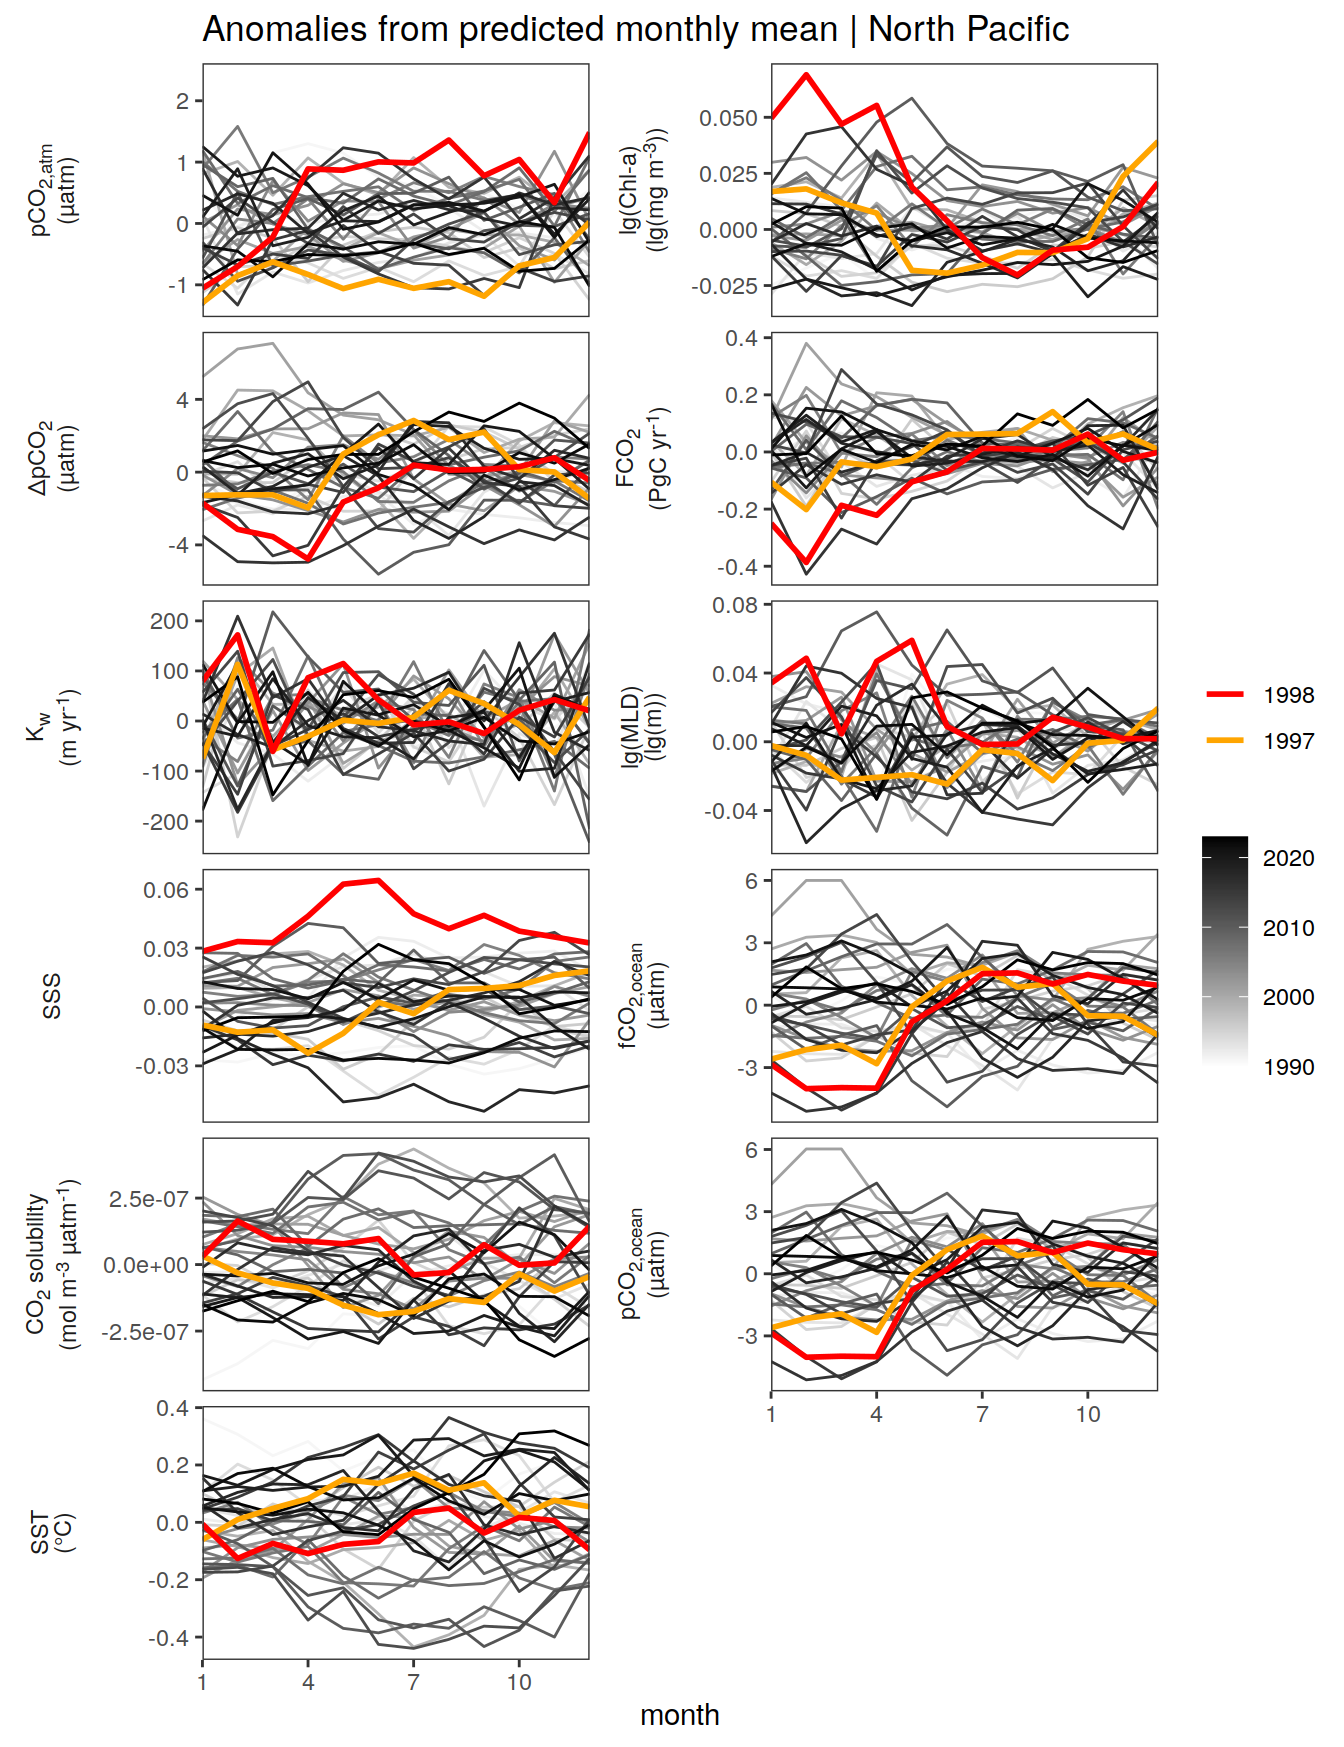 Anomalies from predicted monthly mean | North Pacific
pCO2,atm
(µatm)
2
1
0
-1
lg(Chl-a)
(lg(mg m-3))
0.050
0.025
0.000
-0.025
ΔpCO2
(µatm)
4
0
-4
FCO2
(PgC yr-1)
0.4
0.2
0.0
-0.2
-0.4
Kw
(m yr-1)
200
100
0
-100
-200
lg(MLD)
(lg(m))
0.08
0.04
0.00
-0.04
SSS
0.06
0.03
0.00
-0.03
fCO2,ocean
(µatm)
6
3
0
-3
CO2 solubility
(mol m-3 µatm-1)
2.5e-07
0.0e+00
-2.5e-07
pCO2,ocean
(µatm)
6
3
0
-3
1 4 7 10
SST
(°C)
0.4
0.2
0.0
-0.2
-0.4
1 4 7 10
month
1998
1997
2020
2010
2000
1990